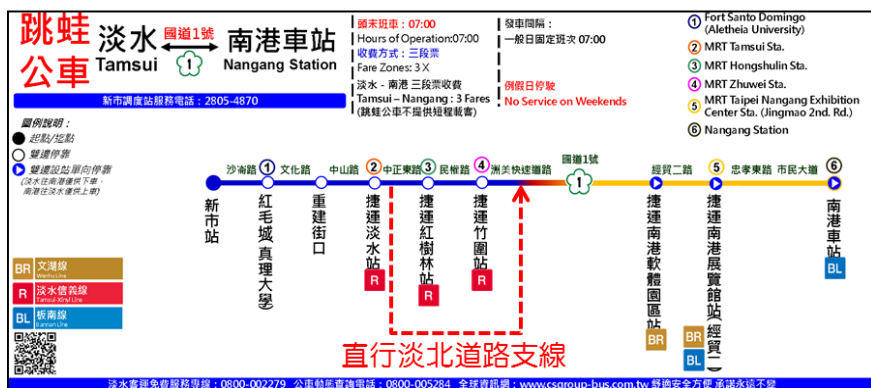 跳蛙
公車
淡水
國道1號
南港車站
Tamsui
1
Nangang Station
新市調度站服務電話：2805-4870
頭末班車：07:00
Hours of Operation:07:00
收費方式：三段票
Fare Zones: 3 X
淡水 - 南港 三段票收費
Tamsui – Nangang : 3 Fares
(跳蛙公車不提供短程載客)
發車間隔：
一般日固定班次 07:00
例假日停駛
No Service on Weekends
1 Fort Santo Domingo
(Aletheia University)
2 MRT Tamsui Sta.
3 MRT Hongshulin Sta.
4 MRT Zhuwei Sta.
5 MRT Taipei Nangang Exhibition
Center Sta. (Jingmao 2nd. Rd.)
6 Nangang Station
圖例說明：
起點/迄點
雙邊停靠
雙邊設站單向停靠
(淡水往南港僅供上車，
南港往淡水僅供下車)
沙崙路 1 文化路 中山路 2 中正東路 3 民權路 4 洲美快速道路 國道1號 1 經貿二路 5 忠孝東路 市民大道 6
新市站
紅毛城(真理大學)
重建街口
捷運淡水站
R
捷運紅樹林站
R
捷運竹圍站
R
捷運南港軟體園區站
BR
捷運南港展覽館站(經貿二
BR
BL
南港車站
BL
BR 文湖線
Wenhu Line
R 淡水信義線
Tamsui-Xinyi Line
BL 板南線
Bannan Line
直行淡北道路支線
淡水客運免費服務專線：0800-002279 公車動態查詢電話：0800-005284 全球資訊網：www.csgroup-bus.com.tw 舒適安全方便 承諾永遠不變